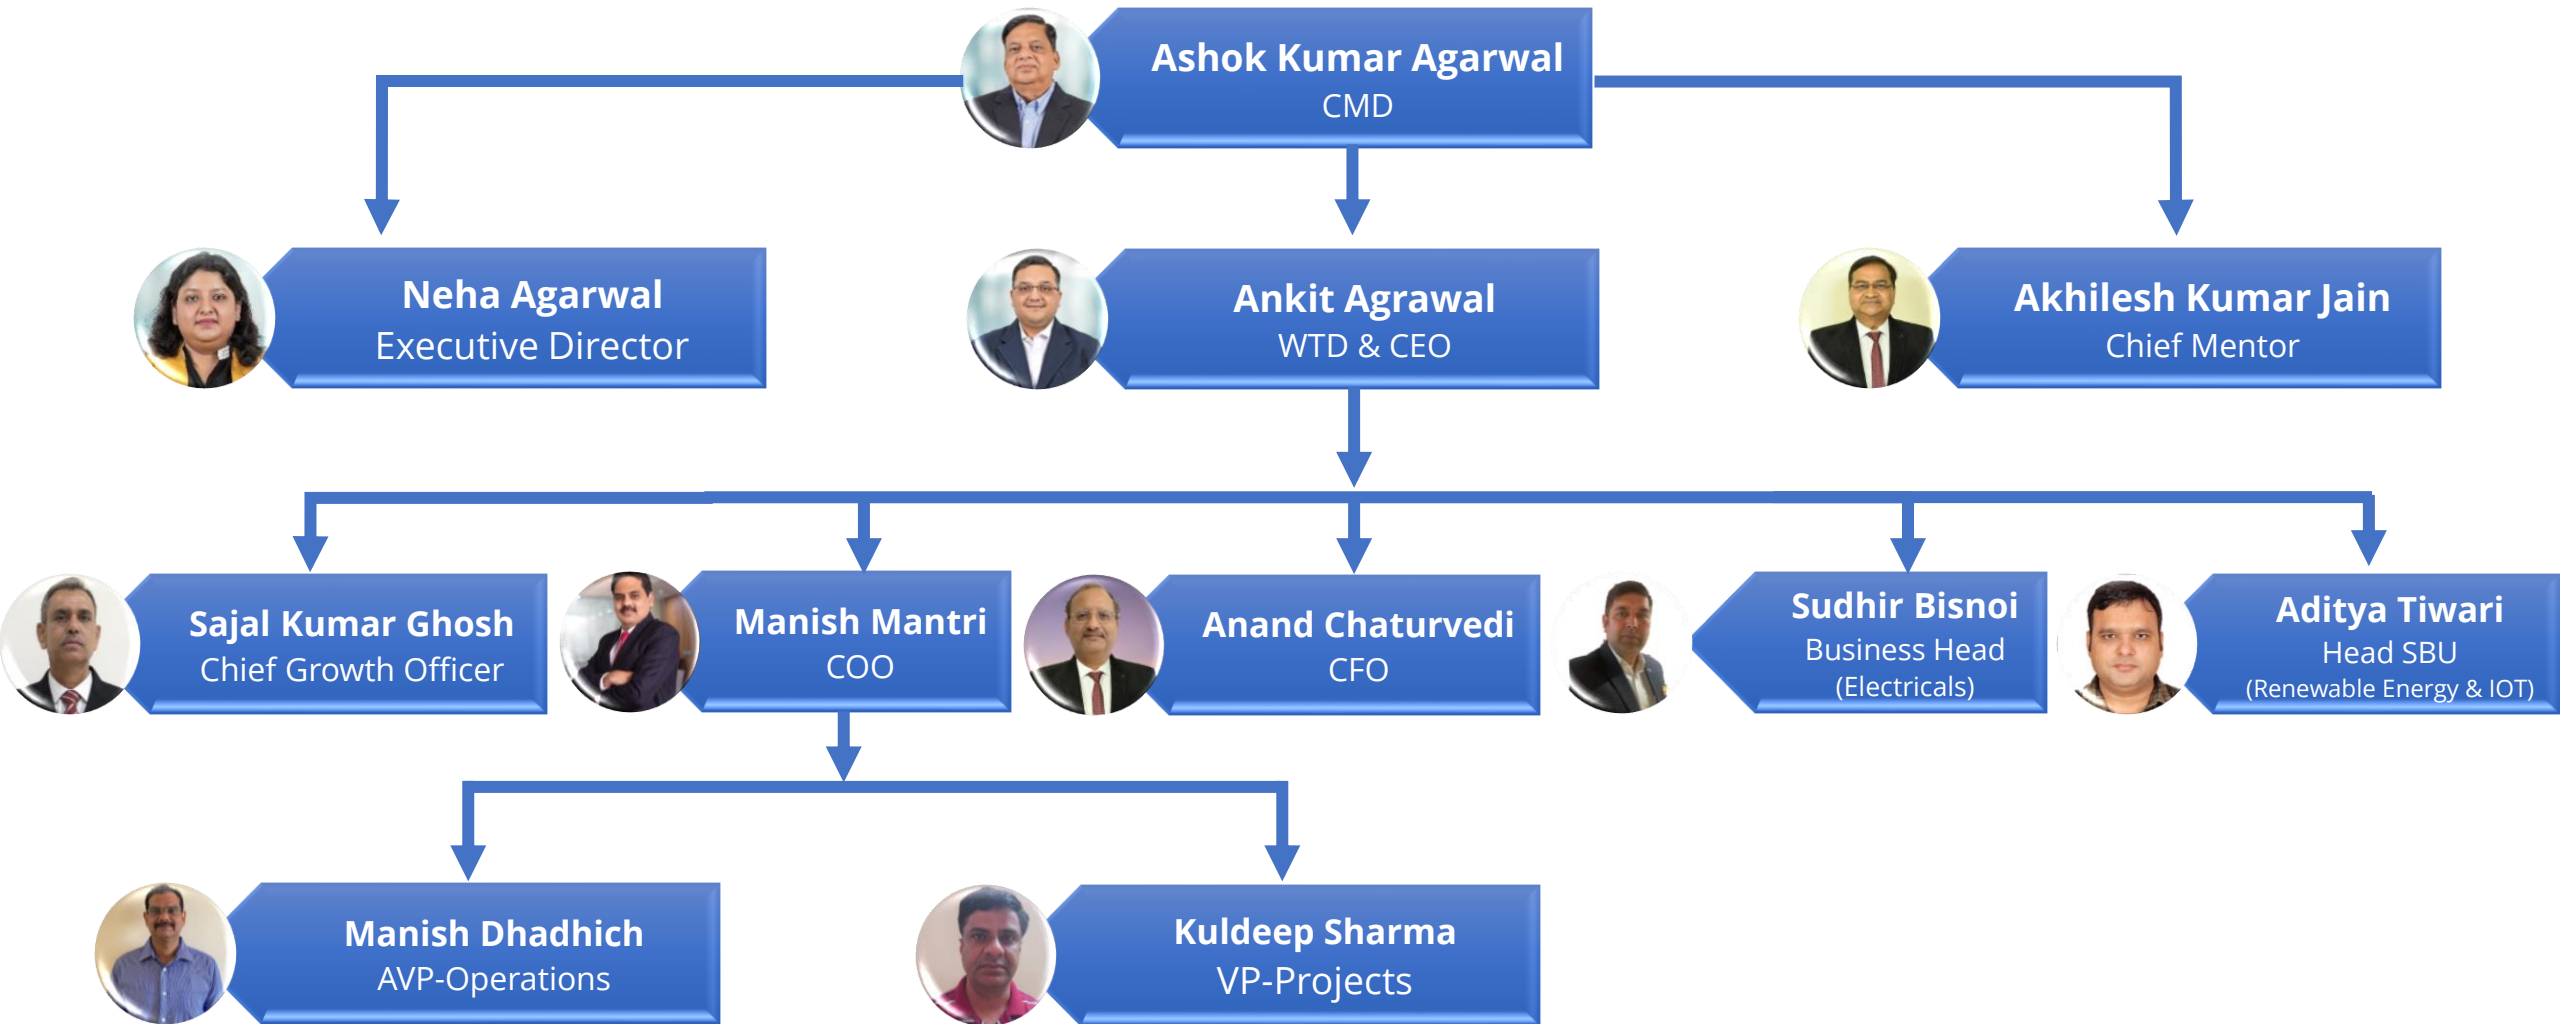 Ashok Kumar Agarwal
CMD
Neha Agarwal
Executive Director
Ankit Agrawal
WTD & CEO
Akhilesh Kumar Jain
Chief Mentor
Sajal Kumar Ghosh
Chief Growth Officer
Manish Mantri
COO
Anand Chaturvedi
CFO
Sudhir Bisnoi
Business Head
(Electricals)
Aditya Tiwari
Head SBU
(Renewable Energy & IOT)
Manish Dhadhich
AVP-Operations
Kuldeep Sharma
VP-Projects